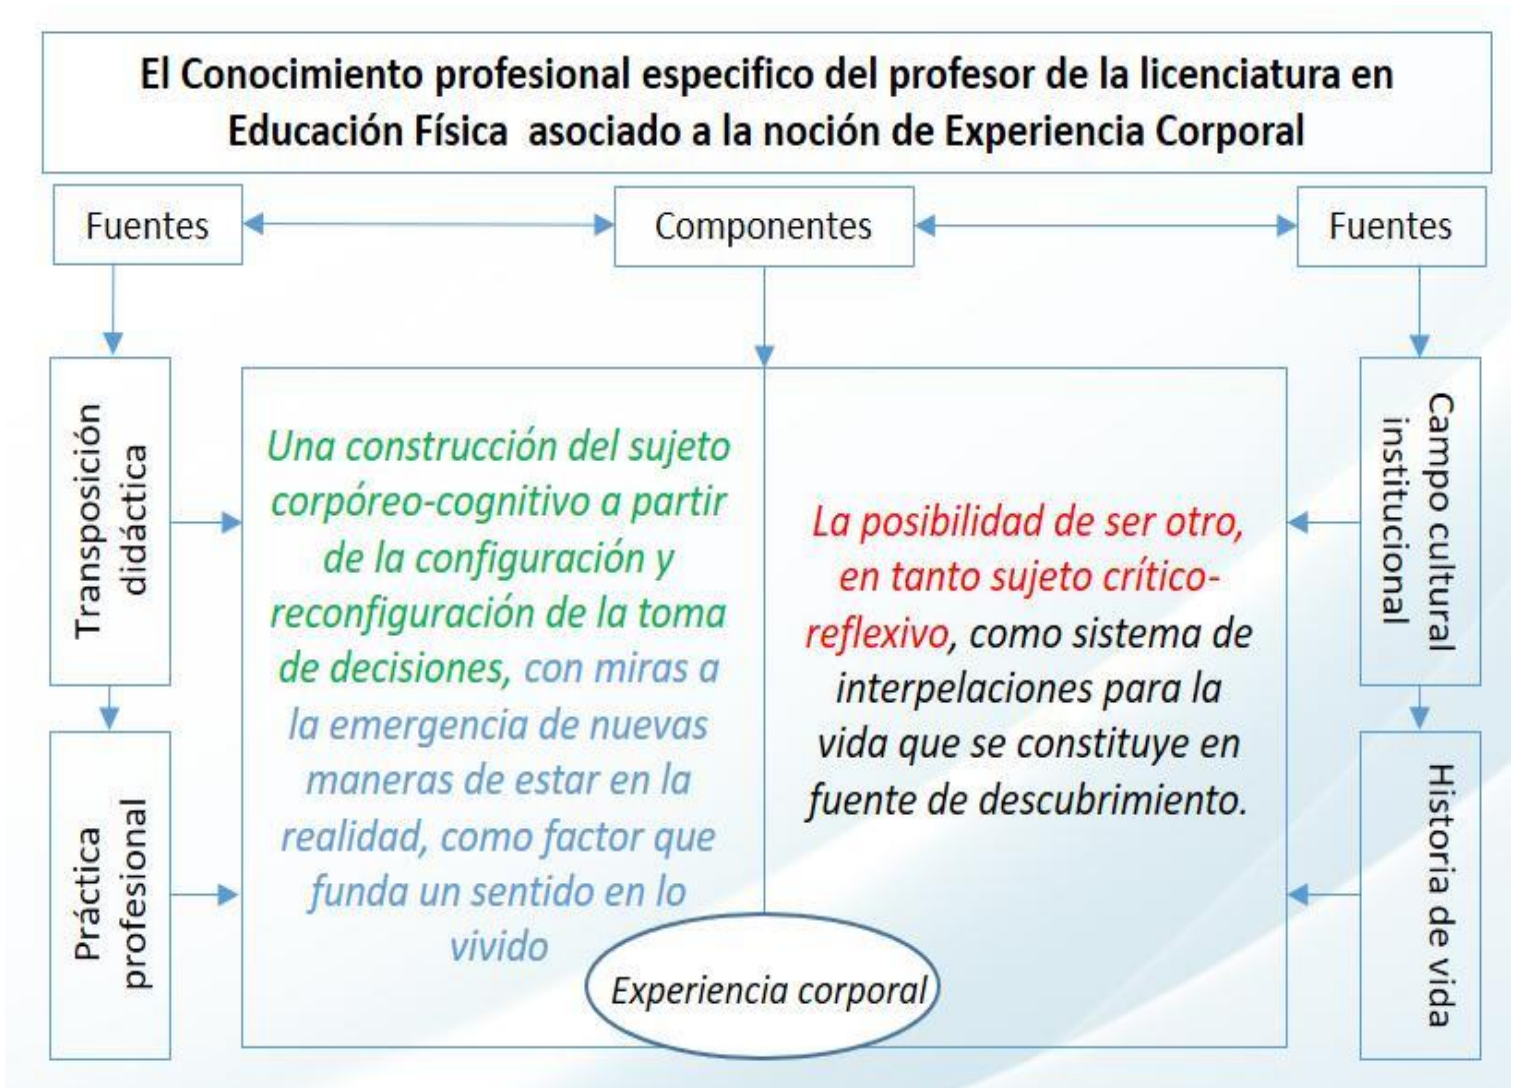 El Conocimiento profesional especifico del profesor de la licenciatura en
Educación Física asociado a la noción de Experiencia Corporal
Fuentes
Componentes
Fuentes
Transposición
didáctica
Práctica
profesional
Una construcción del sujeto
corpóreo-cognitivo a partir
de la configuración y
reconfiguración de la toma
de decisiones, con miras a
la emergencia de nuevas
maneras de estar en la
realidad, como factor que
funda un sentido en lo
vivido
La posibilidad de ser otro,
en tanto sujeto crítico-
reflexivo, como sistema de
interpelaciones para la
vida que se constituye en
fuente de descubrimiento.
Experiencia corporal
Campo cultural
institucional
Historia de vida